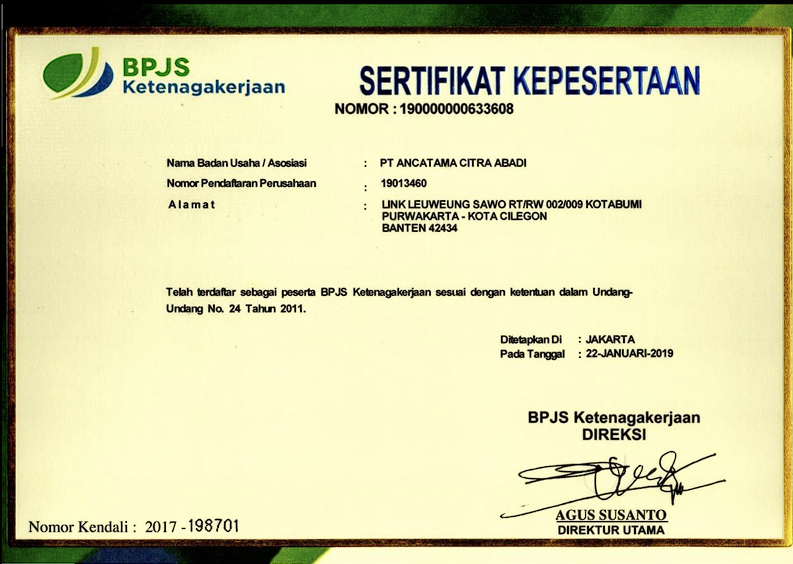 BPJS
Ketenagakerjaan
SERTIFIKAT KEPESERTAAN
NOMOR : 190000000633608
Nama Badan Usaha / Asosiasi : PT ANCATAMA CITRA ABADI
Nomor Pendaftaran Perusahaan : 19013460
Alamat : LINK LEUWEUNG SAWO RT/RW 002/009 KOTABUMI
PURWAKARTA - KOTA CILEGON
BANTEN 42434
Telah terdaftar sebagai peserta BPJS Ketenagakerjaan sesuai dengan ketentuan dalam Undang-
Undang No. 24 Tahun 2011.
Ditetapkan Di : JAKARTA
Pada Tanggal : 22-JANUARI-2019
BPJS Ketenagakerjaan
DIREKSI
AGUS SUSANTO
DIREKTUR UTAMA
Nomor Kendali : 2017 - 198701